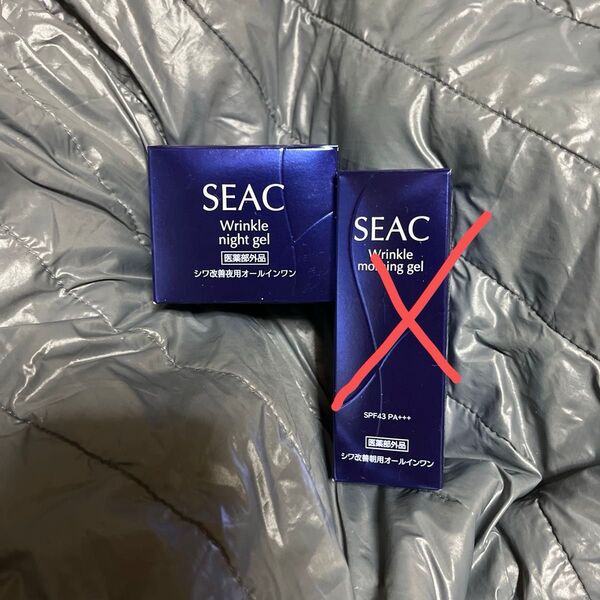 SEAC
Wrinkle
night gel
医薬部外品
シワ改善夜用オールインワン
SEAC
Wrinkle
morning gel
SPF43 PA+++
医薬部外品
シワ改善朝用オールインワン